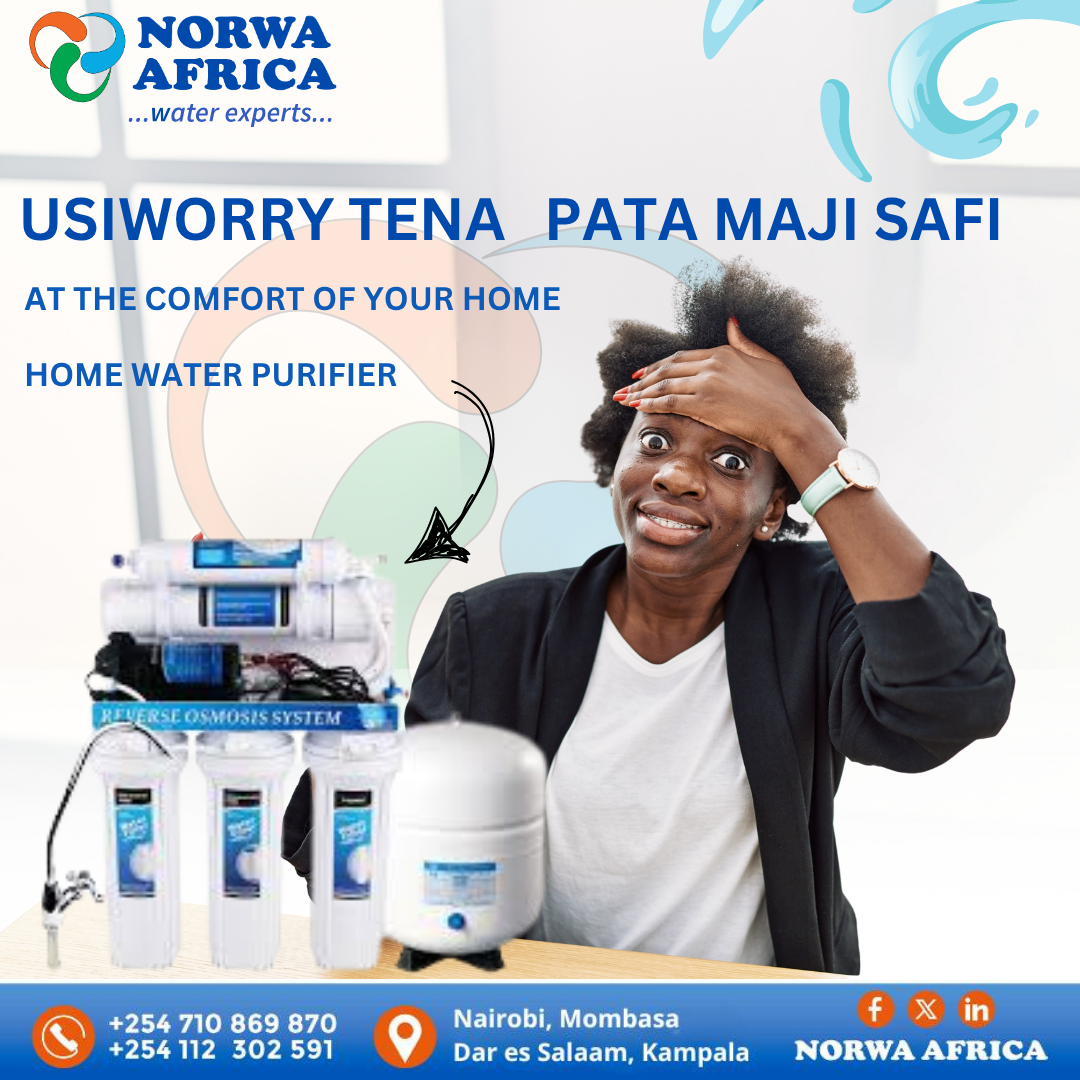 NORWA
AFRICA
...water experts...
USIWORRY TENA PATA MAJI SAFI
AT THE COMFORT OF YOUR HOME
HOME WATER PURIFIER
REVERSE OSMOSIS SYSTEM
+254 710 869 870
+254 112 302 591
Nairobi, Mombasa
Dar es Salaam, Kampala
NORWA AFRICA